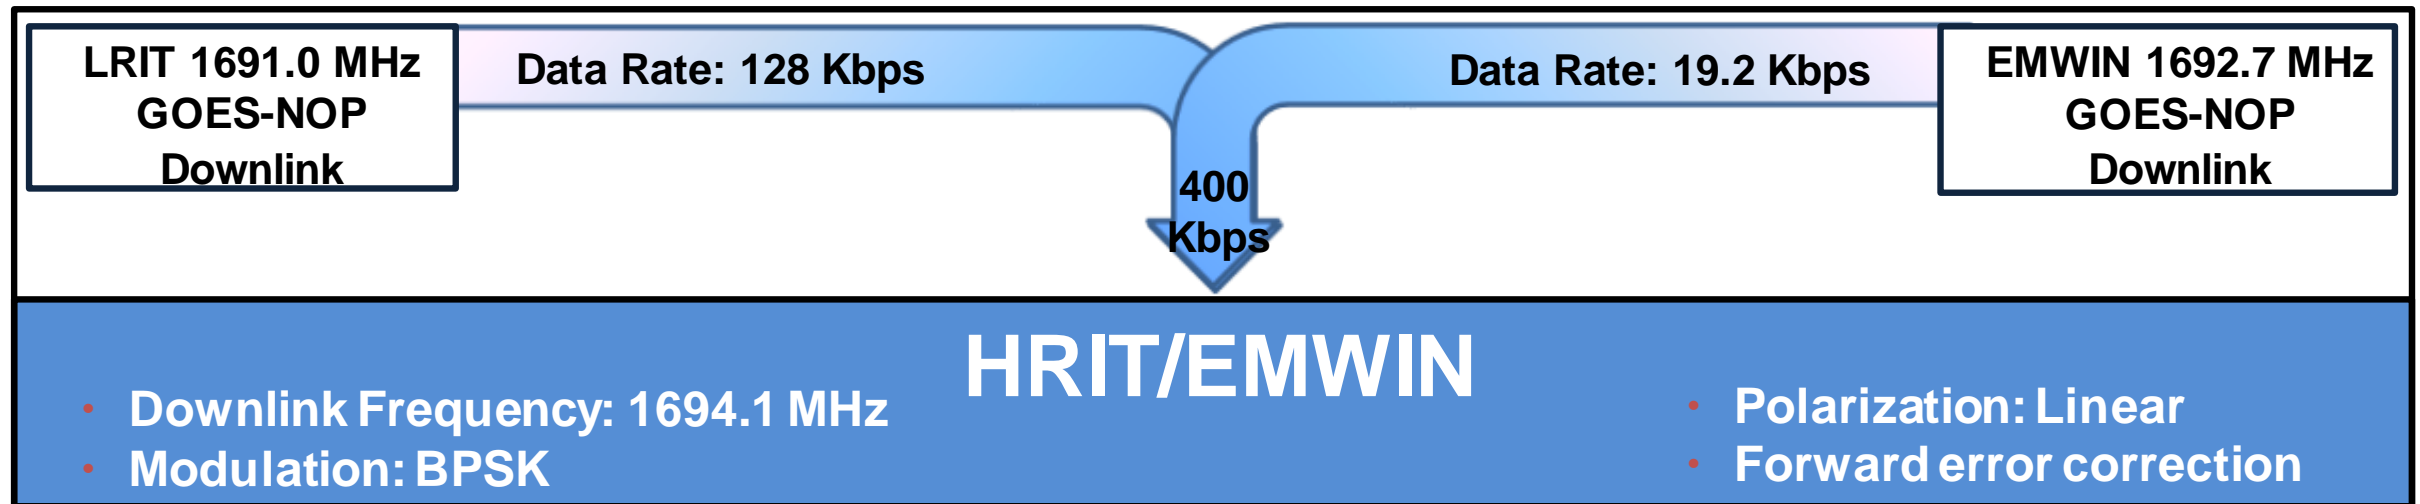 LRIT 1691.0 MHz
GOES-NOP
Downlink
Data Rate: 128 Kbps
Data Rate: 19.2 Kbps
EMWIN 1692.7 MHz
GOES-NOP
Downlink
400
Kbps
HRIT/EMWIN
• Downlink Frequency: 1694.1 MHz
• Modulation: BPSK
• Polarization: Linear
• Forward error correction